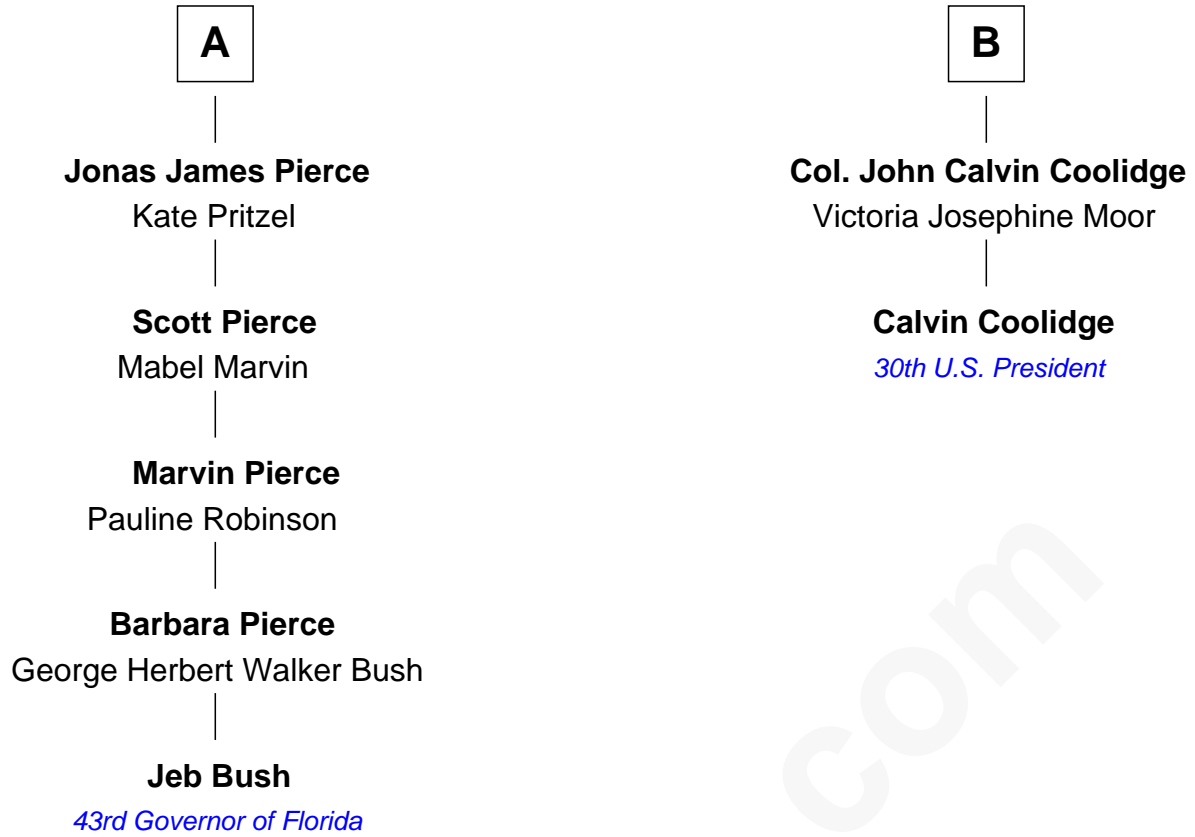 A
Jonas James Pierce
Kate Pritzel
Scott Pierce
Mabel Marvin
Marvin Pierce
Pauline Robinson
Barbara Pierce
George Herbert Walker Bush
Jeb Bush
43rd Governor of Florida
B
Col. John Calvin Coolidge
Victoria Josephine Moor
Calvin Coolidge
30th U.S. President
com